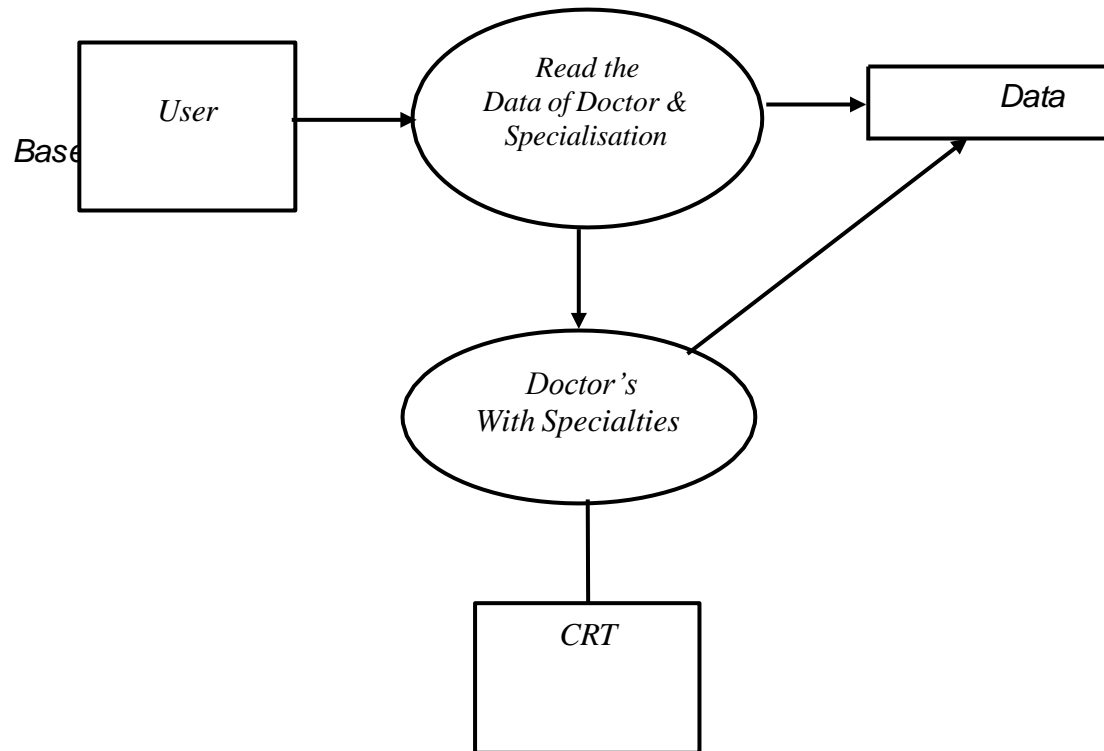 User
Read the
Data of Doctor &
Specialisation
Data
Base
Doctor’s
With Specialties
CRT